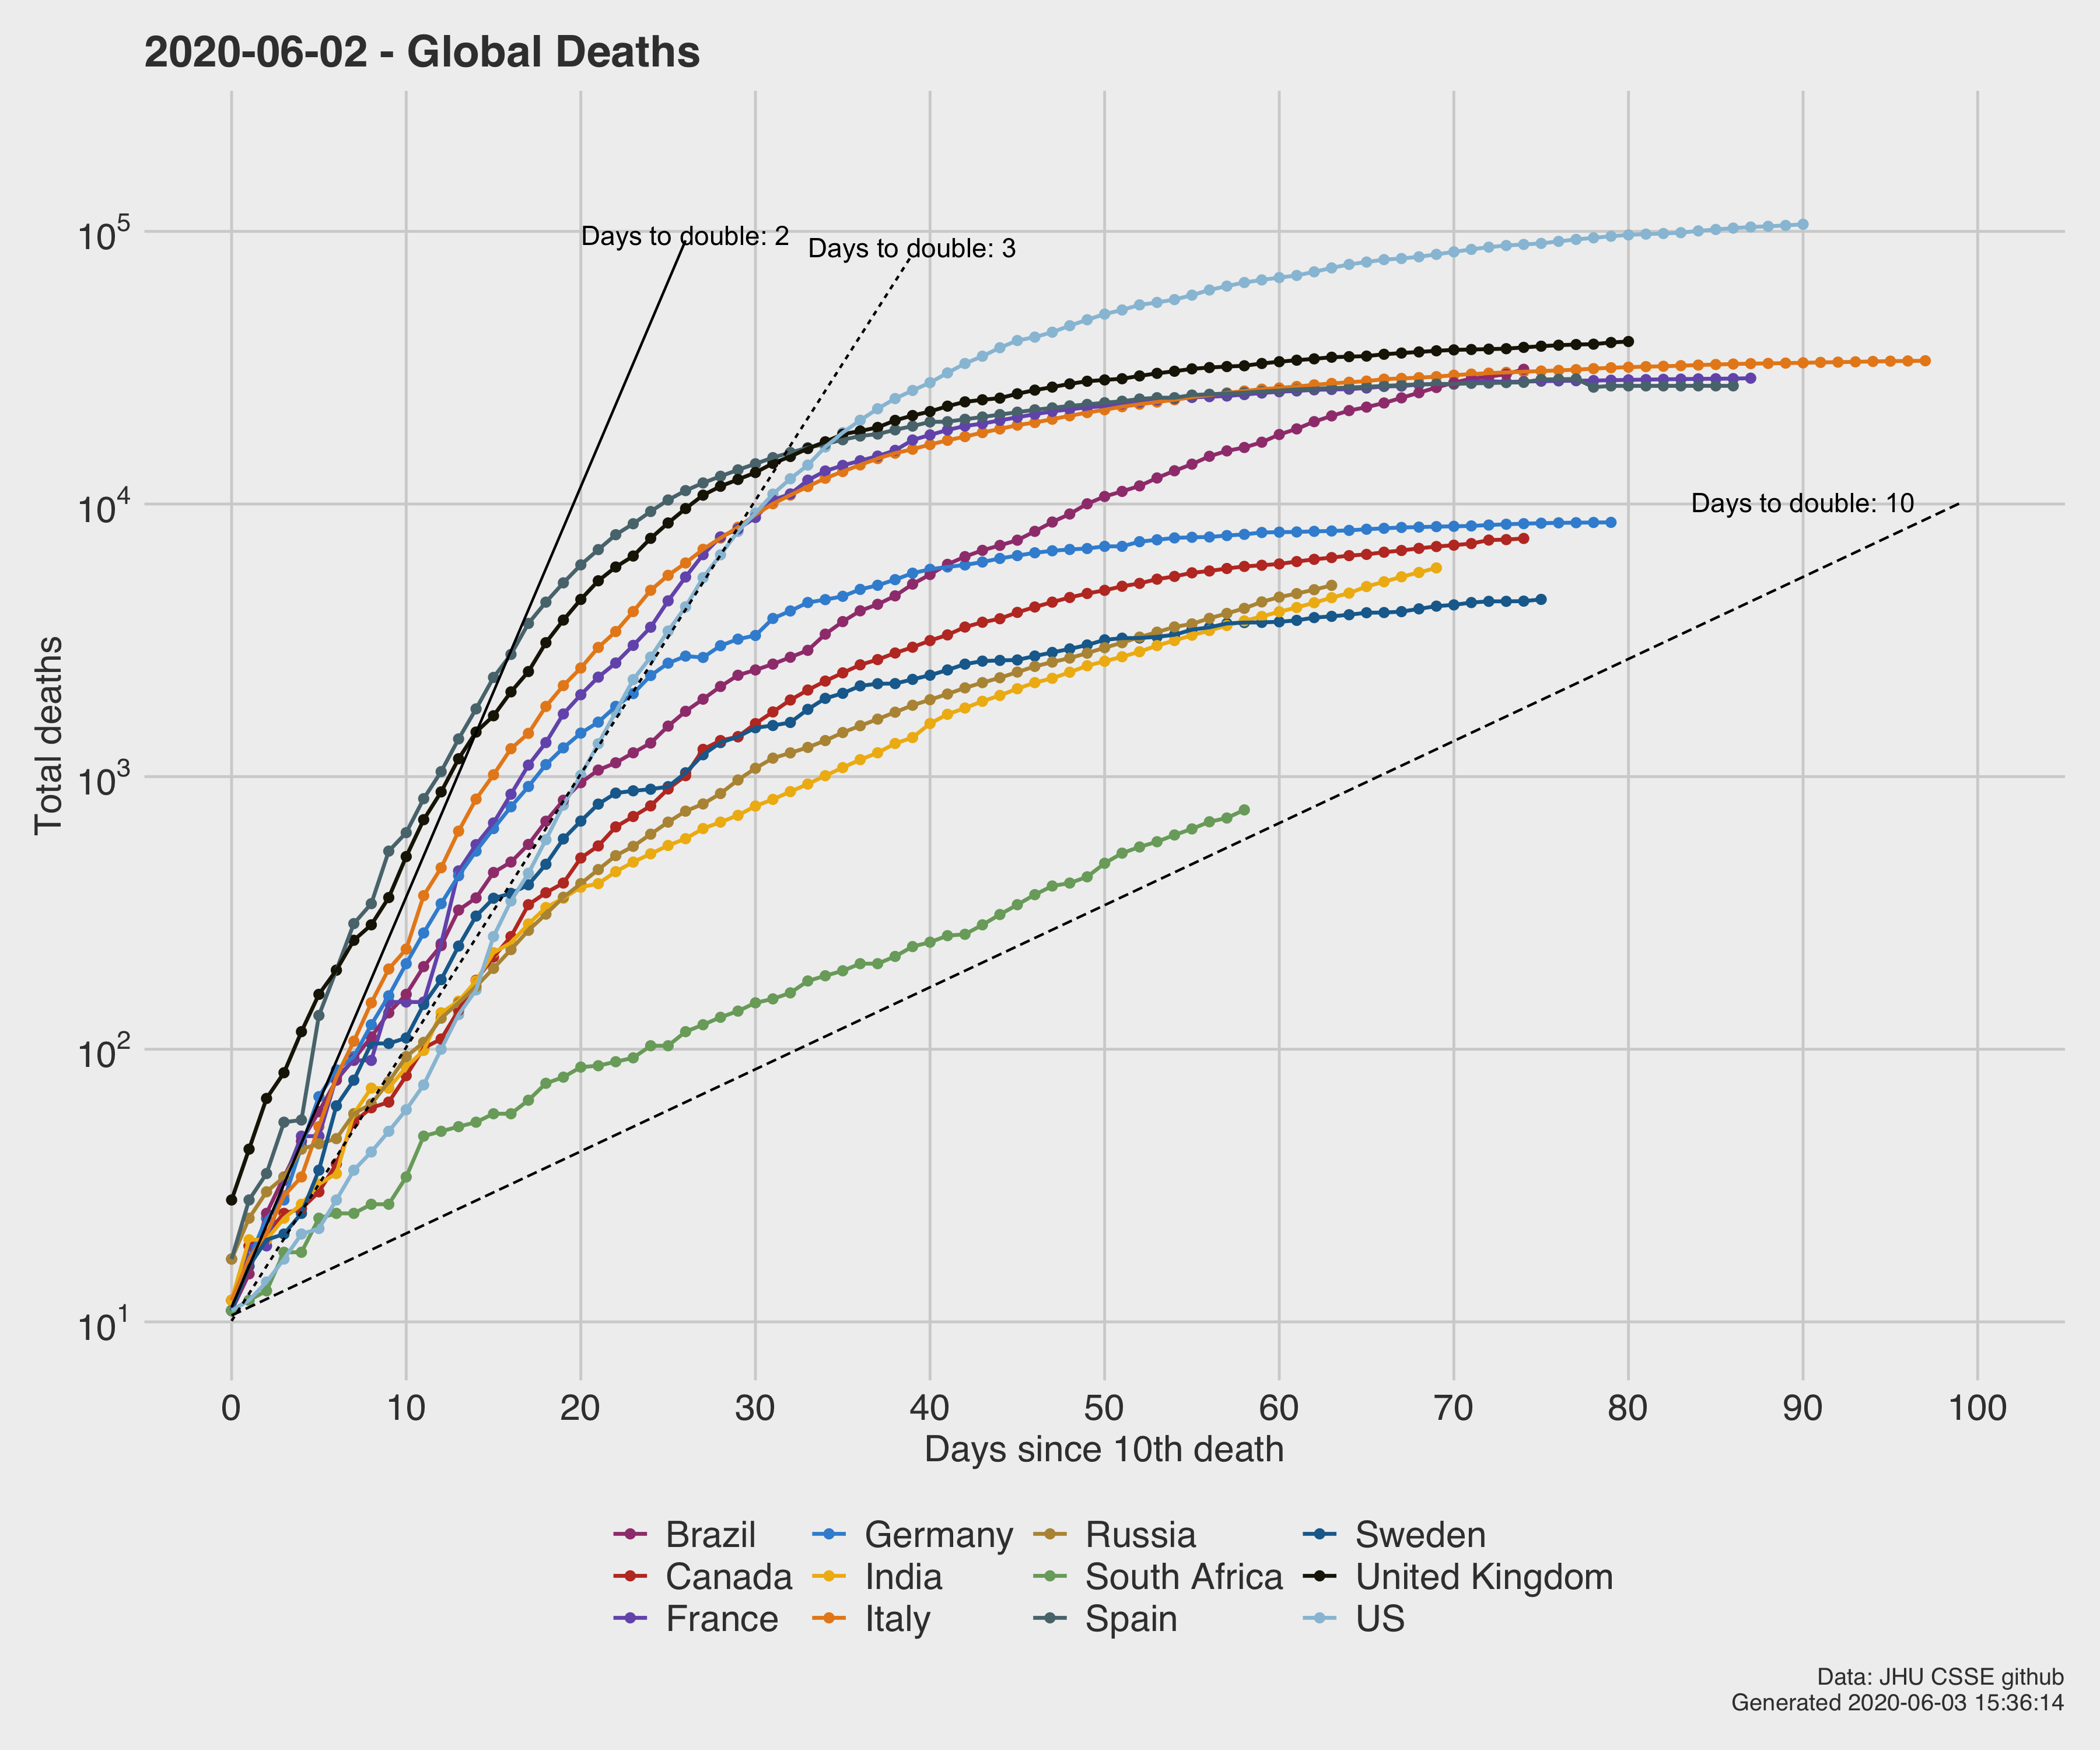 2020-06-02 - Global Deaths
Total deaths
10^5
10^4
10^3
10^2
10^1
Days to double: 2
Days to double: 3
Days to double: 10
0 10 20 30 40 50 60 70 80 90 100
Days since 10th death
Brazil Germany Russia Sweden
Canada India South Africa United Kingdom
France Italy Spain US
Data: JHU CSSE github
Generated 2020-06-03 15:36:14